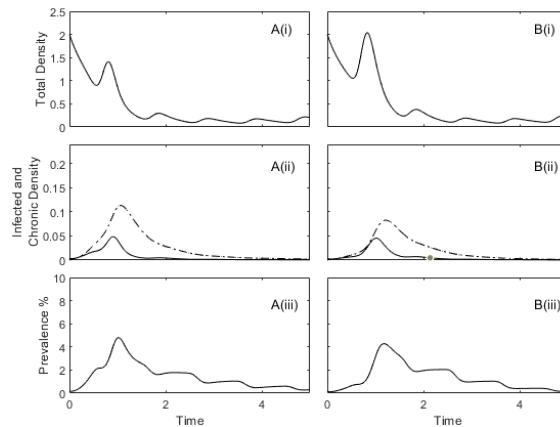 2.5
2
1.5
1
0.5
0
Total Density
A(i)
B(i)
0.2
0.15
0.1
0.05
0
Infected and
Chronic Density
A(ii)
B(ii)
10
8
6
4
2
0
Prevalence %
A(iii)
B(iii)
0 2 4
0 2 4
Time
Time